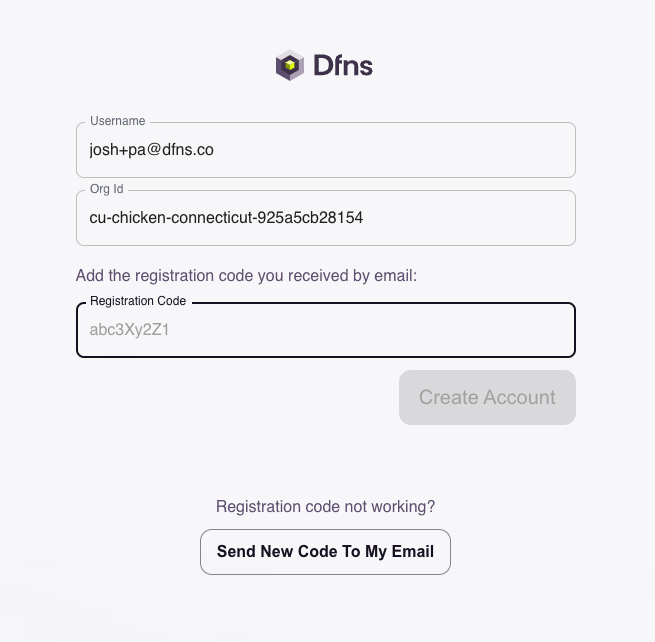 Dfns
Username
josh+pa@dfns.co
Org Id
cu-chicken-connecticut-925a5cb28154
Add the registration code you received by email:
Registration Code
abc3Xy2Z1
Create Account
Registration code not working?
Send New Code To My Email